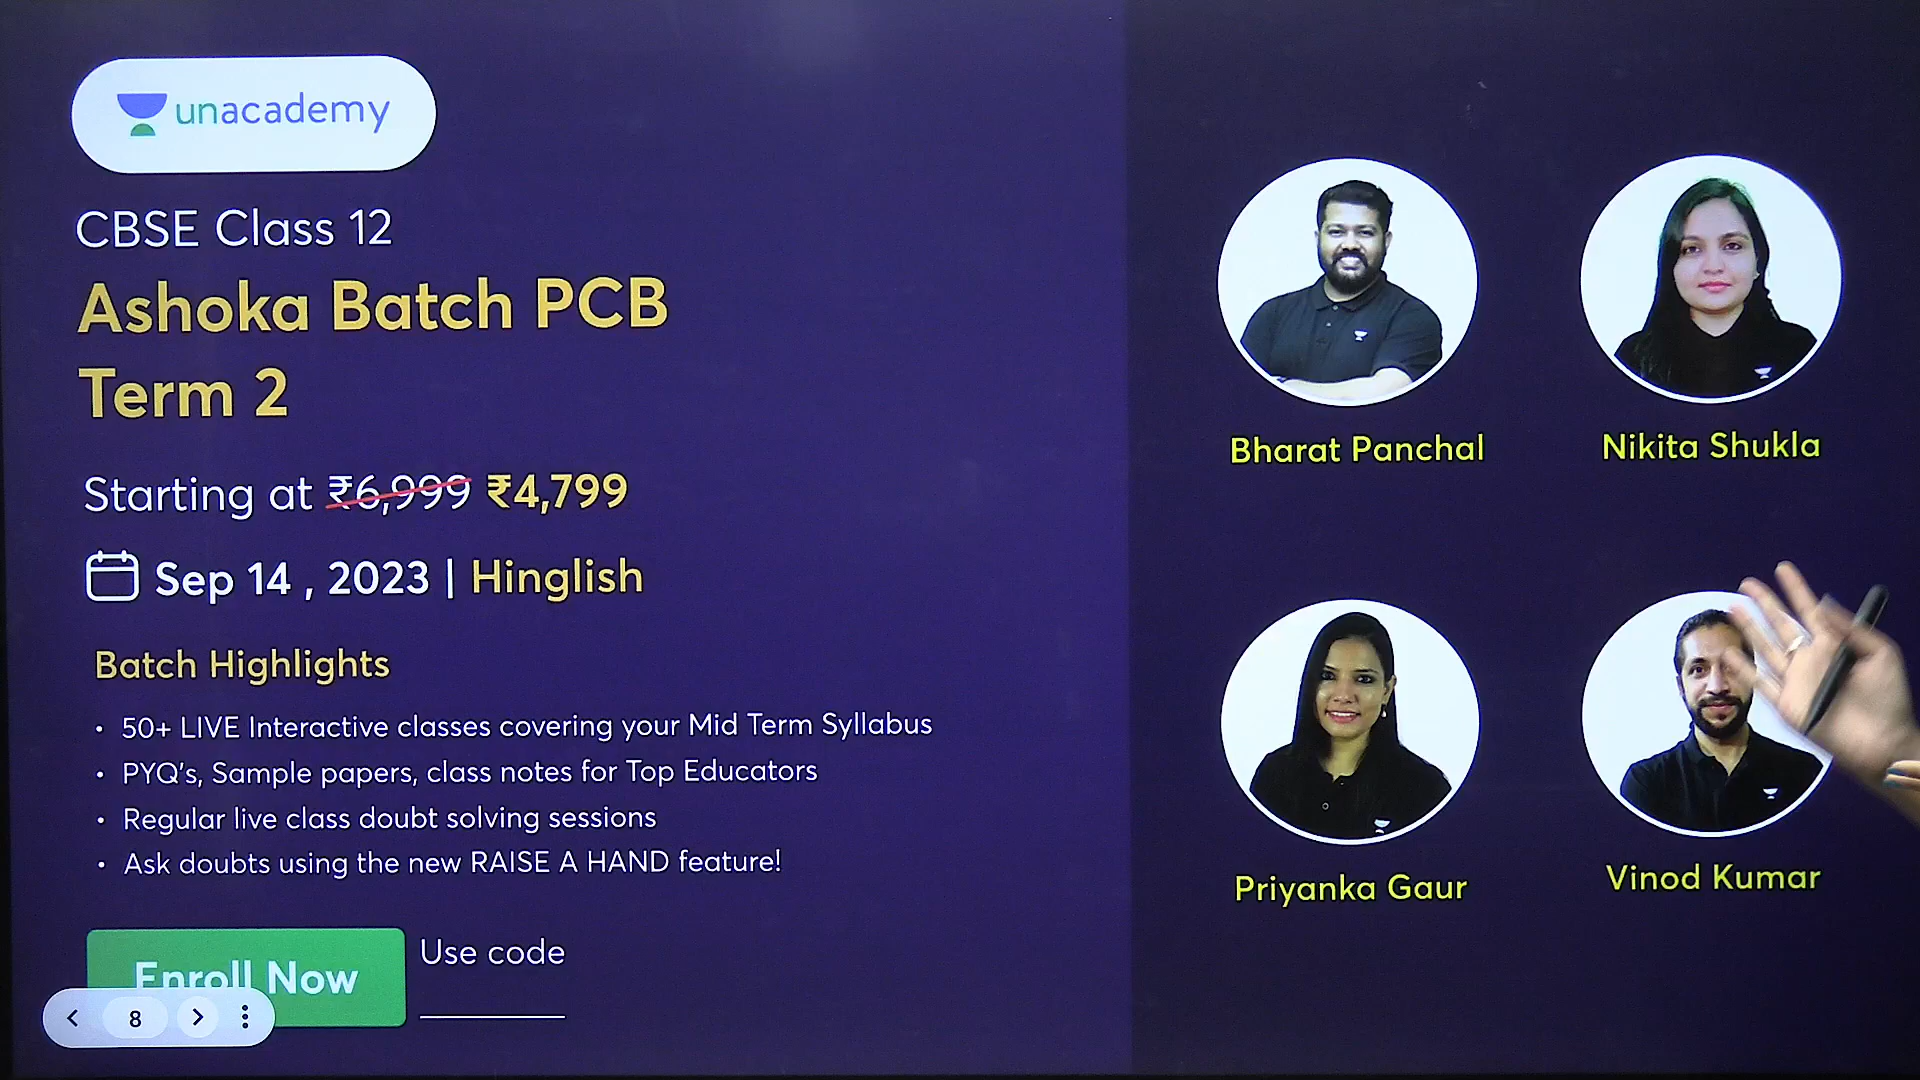 unacademy
CBSE Class 12
Ashoka Batch PCB
Term 2
Starting at ₹6,999 ₹4,799
Sep 14 , 2023 | Hinglish
Batch Highlights
• 50+ LIVE Interactive classes covering your Mid Term Syllabus
• PYQ's, Sample papers, class notes for Top Educators
• Regular live class doubt solving sessions
• Ask doubts using the new RAISE A HAND feature!
Enroll Now
Use code
8
Bharat Panchal
Nikita Shukla
Priyanka Gaur
Vinod Kumar